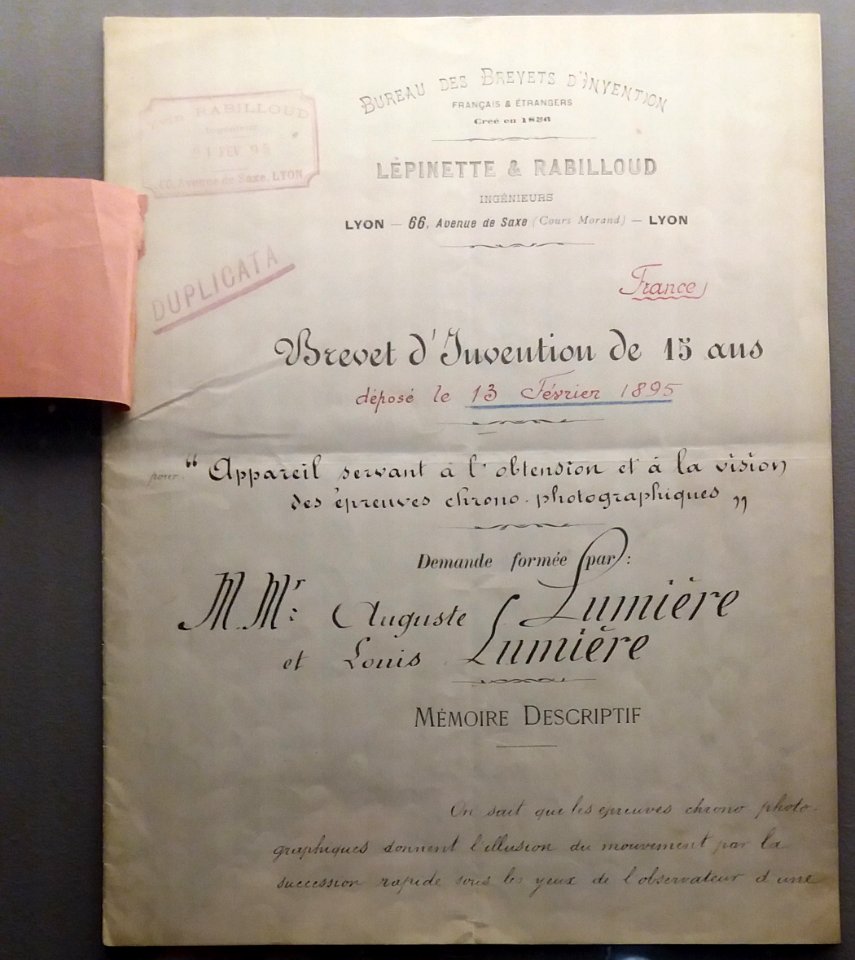 RABILLOUD
FEV 95
Avenue de Saxe, LYON
DUPLICATA
BUREAU DES BREVETS D'INVENTION
FRANÇAIS & ÉTRANGERS
Créé en 1856
LÉPINETTE & RABILLOUD
INGÉNIEURS
LYON — 66, Avenue de Saxe (Cours Morand) — LYON
France
Brevet d'Invention de 15 ans
déposé le 13 Février 1895
pour " Appareil servant à l'obtension et à la vision
des épreuves chrono-photographiques "
Demande formée par :
M.Mr: Auguste Lumière
et Louis Lumière
MÉMOIRE DESCRIPTIF
On sait que les épreuves chrono-photo-
graphiques donnent l'illusion du mouvement par la
succession rapide sous les yeux de l'observateur d'une